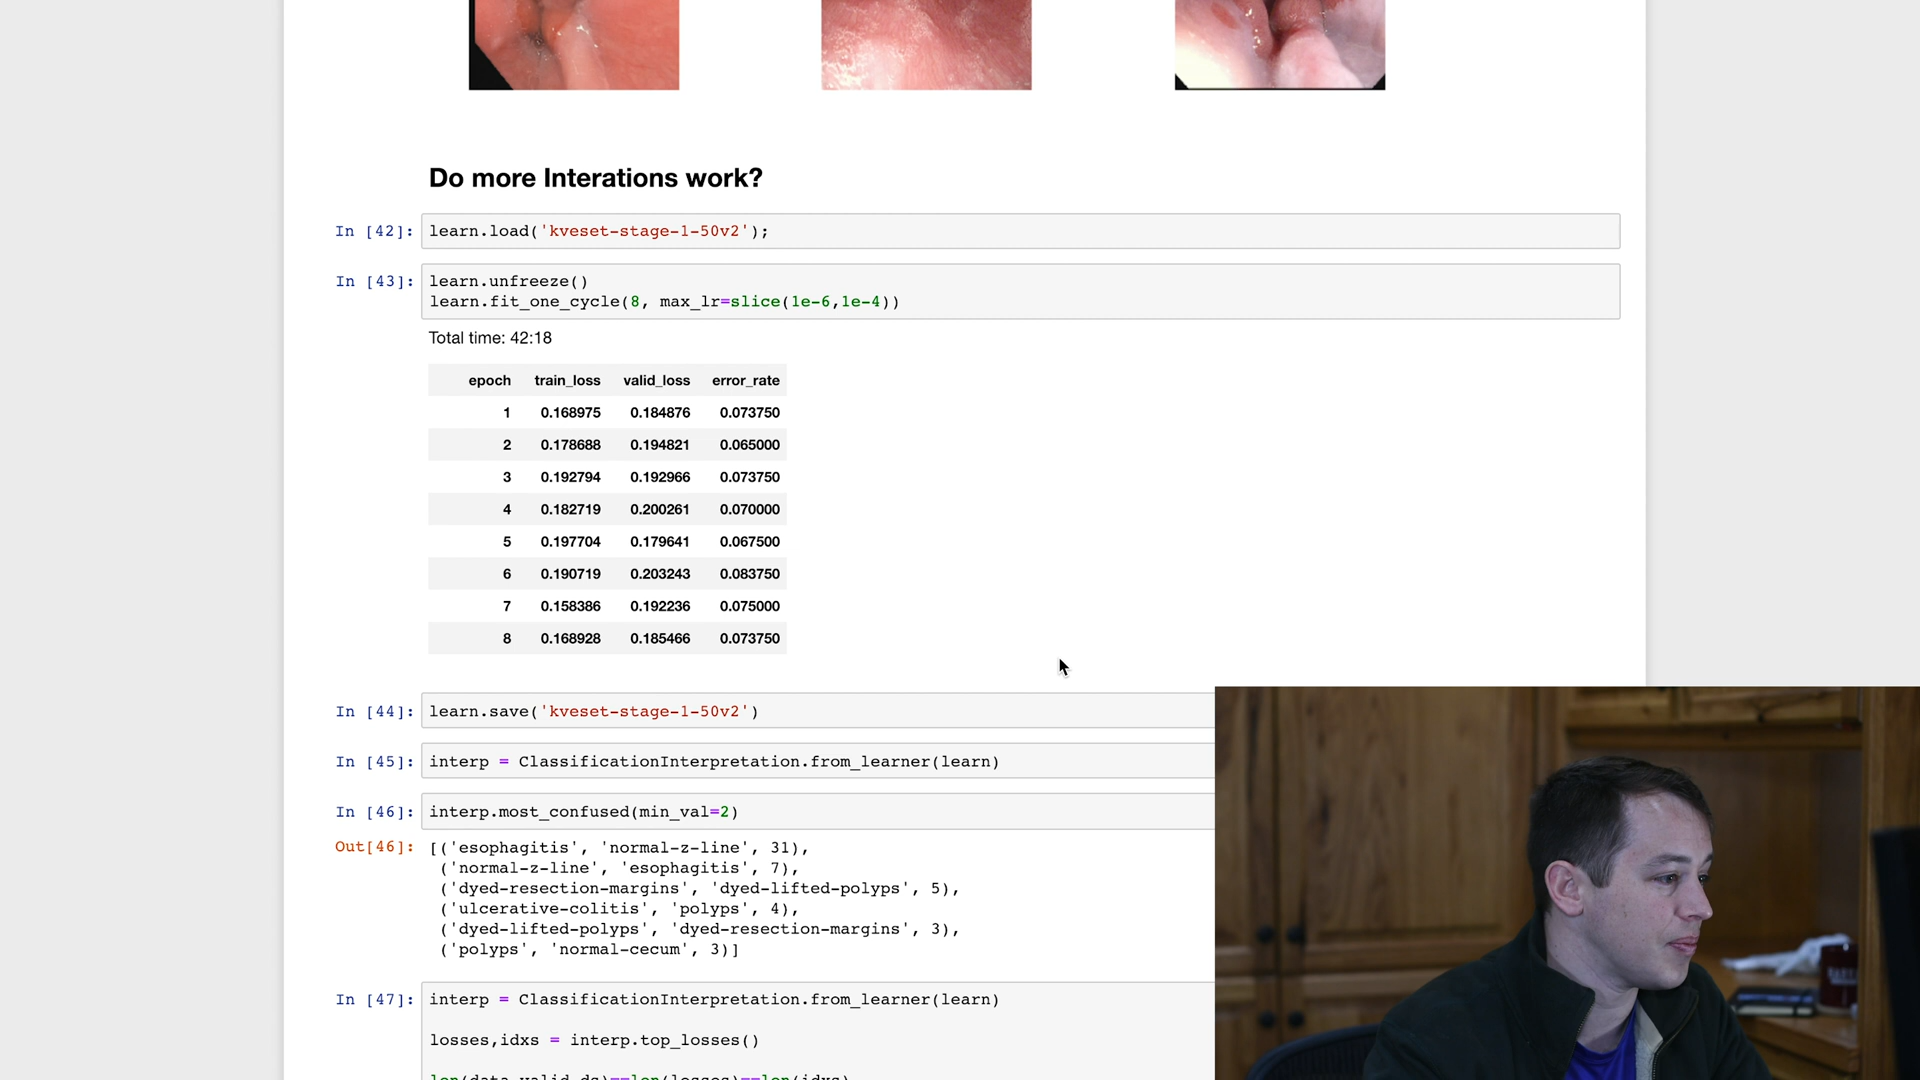 Do more Interations work?
In [42]: learn.load('kveset-stage-1-50v2');
In [43]: learn.unfreeze()
learn.fit_one_cycle(8, max_lr=slice(1e-6,1e-4))
Total time: 42:18
epoch train_loss valid_loss error_rate
1 0.168975 0.184876 0.073750
2 0.178688 0.194821 0.065000
3 0.192794 0.192966 0.073750
4 0.182719 0.200261 0.070000
5 0.197704 0.179641 0.067500
6 0.190719 0.203243 0.083750
7 0.158386 0.192236 0.075000
8 0.168928 0.185466 0.073750
In [44]: learn.save('kveset-stage-1-50v2')
In [45]: interp = ClassificationInterpretation.from_learner(learn)
In [46]: interp.most_confused(min_val=2)
Out[46]: [('esophagitis', 'normal-z-line', 31),
('normal-z-line', 'esophagitis', 7),
('dyed-resection-margins', 'dyed-lifted-polyps', 5),
('ulcerative-colitis', 'polyps', 4),
('dyed-lifted-polyps', 'dyed-resection-margins', 3),
('polyps', 'normal-cecum', 3)]
In [47]: interp = ClassificationInterpretation.from_learner(learn)
losses,idxs = interp.top_losses()
len(data.valid_ds)==len(losses)==len(idxs)